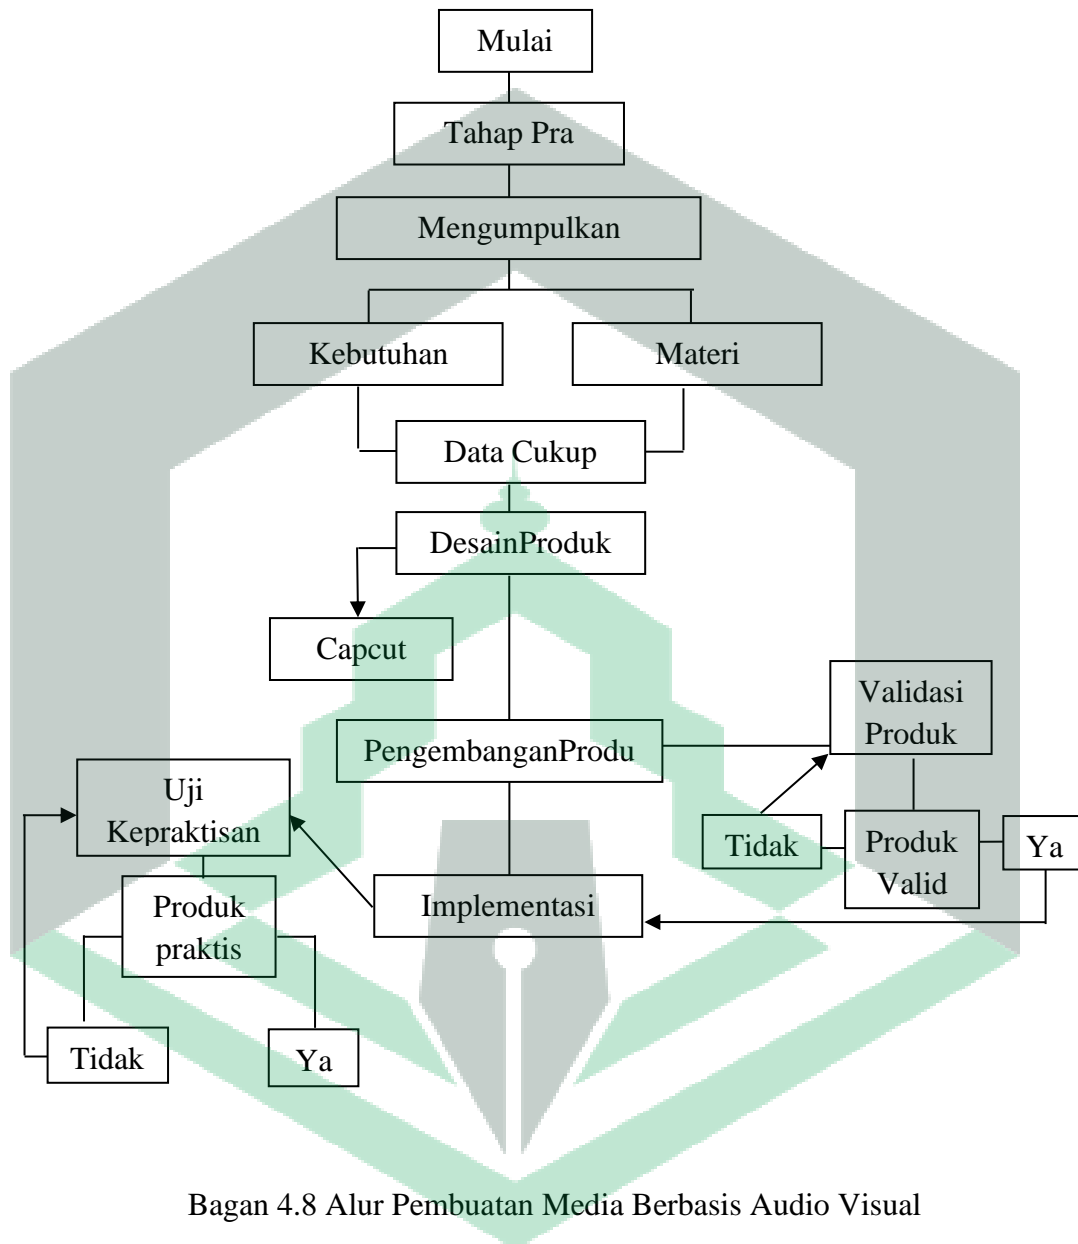 Mulai
Tahap Pra
Mengumpulkan
Kebutuhan
Materi
Data Cukup
DesainProduk
Capcut
Validasi
Produk
PengembanganProdu
Uji
Kepraktisan
Tidak
Produk
Valid
Ya
Produk
praktis
Implementasi
Tidak
Ya
Bagan 4.8 Alur Pembuatan Media Berbasis Audio Visual